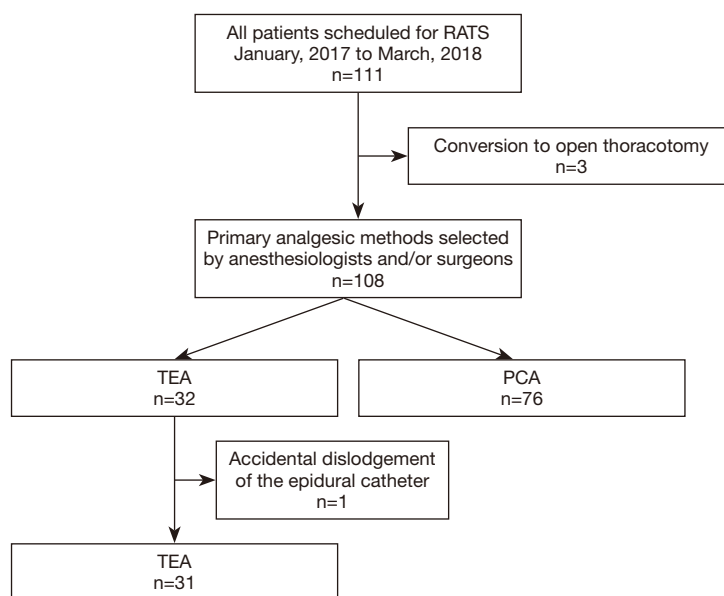 All patients scheduled for RATS
January, 2017 to March, 2018
n=111
Conversion to open thoracotomy
n=3
Primary analgesic methods selected
by anesthesiologists and/or surgeons
n=108
TEA
n=32
PCA
n=76
Accidental dislodgement
of the epidural catheter
n=1
TEA
n=31